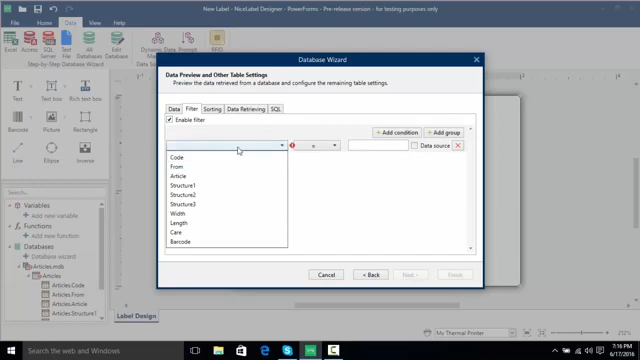 New Label - NiceLabel Designer - PowerForms - Pre-release version - for testing purposes only
File Home Data
Excel Access SQL Server All Databases Edit Databases
Step-by-Step Database Wizard
Dynamic Data Prompt RFID
Database Wizard
Data Preview and Other Table Settings
Preview the data retrieved from a database and configure the remaining table settings.
Data Filter Sorting Data Retrieving SQL
Enable filter
Add condition Add group
= Data source
Code
From
Article
Structure1
Structure2
Structure3
Width
Length
Care
Barcode
Cancel < Back Next > Finish
Text Text box Rich text box
Barcode Picture Rectangle
Line Ellipse Inverse
Search...
Variables
Add new variable
Functions
Add new function
Databases
Database wizard
Articles.mdb
Articles
Articles.Code
Articles.From
Articles.Article
Articles.Structure1
Label Design
My Thermal Printer
Search the web and Windows
7:16 PM
6/17/2016